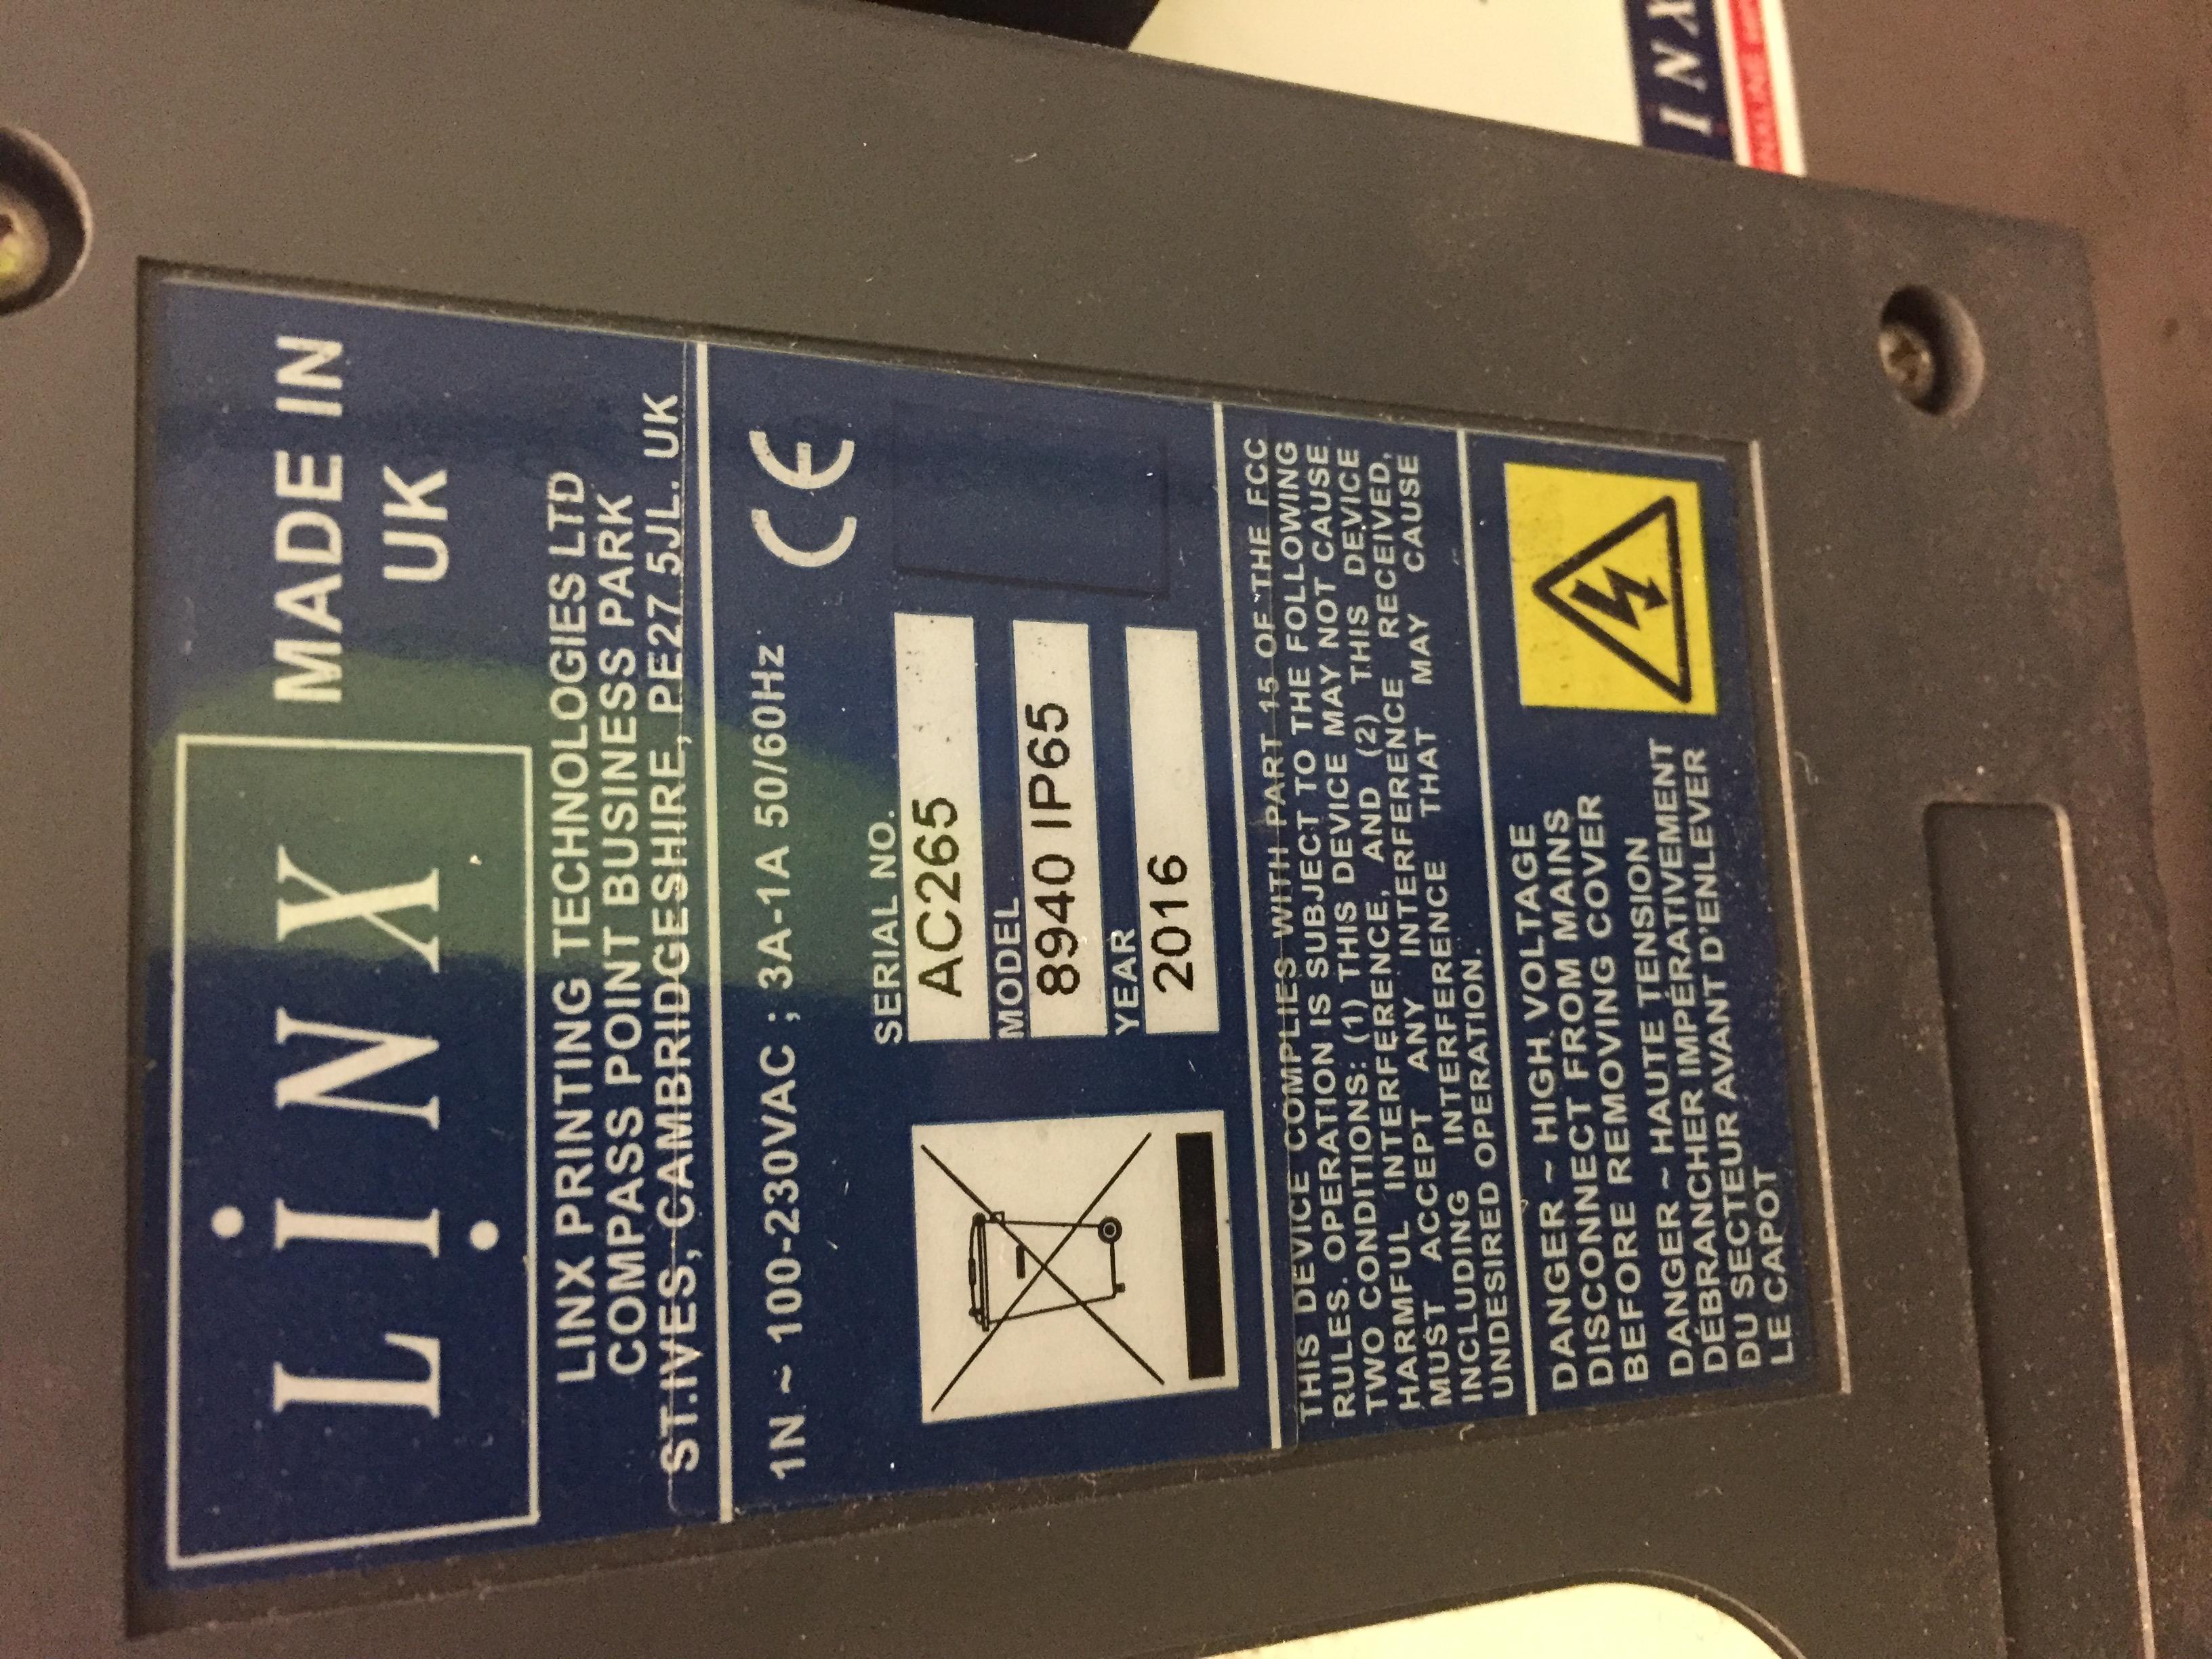 LINX
MADE IN
UK
LINX PRINTING TECHNOLOGIES LTD
COMPASS POINT BUSINESS PARK
ST.IVES, CAMBRIDGESHIRE, PE27 5JL. UK
1N ~ 100-230VAC ; 3A-1A 50/60Hz
CE
SERIAL NO.
AC265
MODEL
8940 IP65
YEAR
2016
THIS DEVICE COMPLIES WITH PART 15 OF THE FCC
RULES. OPERATION IS SUBJECT TO THE FOLLOWING
TWO CONDITIONS: (1) THIS DEVICE MAY NOT CAUSE
HARMFUL INTERFERENCE, AND (2) THIS DEVICE
MUST ACCEPT ANY INTERFERENCE RECEIVED,
INCLUDING INTERFERENCE THAT MAY CAUSE
UNDESIRED OPERATION.
DANGER ~ HIGH VOLTAGE
DISCONNECT FROM MAINS
BEFORE REMOVING COVER
DANGER ~ HAUTE TENSION
DÉBRANCHER IMPÉRATIVEMENT
DU SECTEUR AVANT D'ENLEVER
LE CAPOT